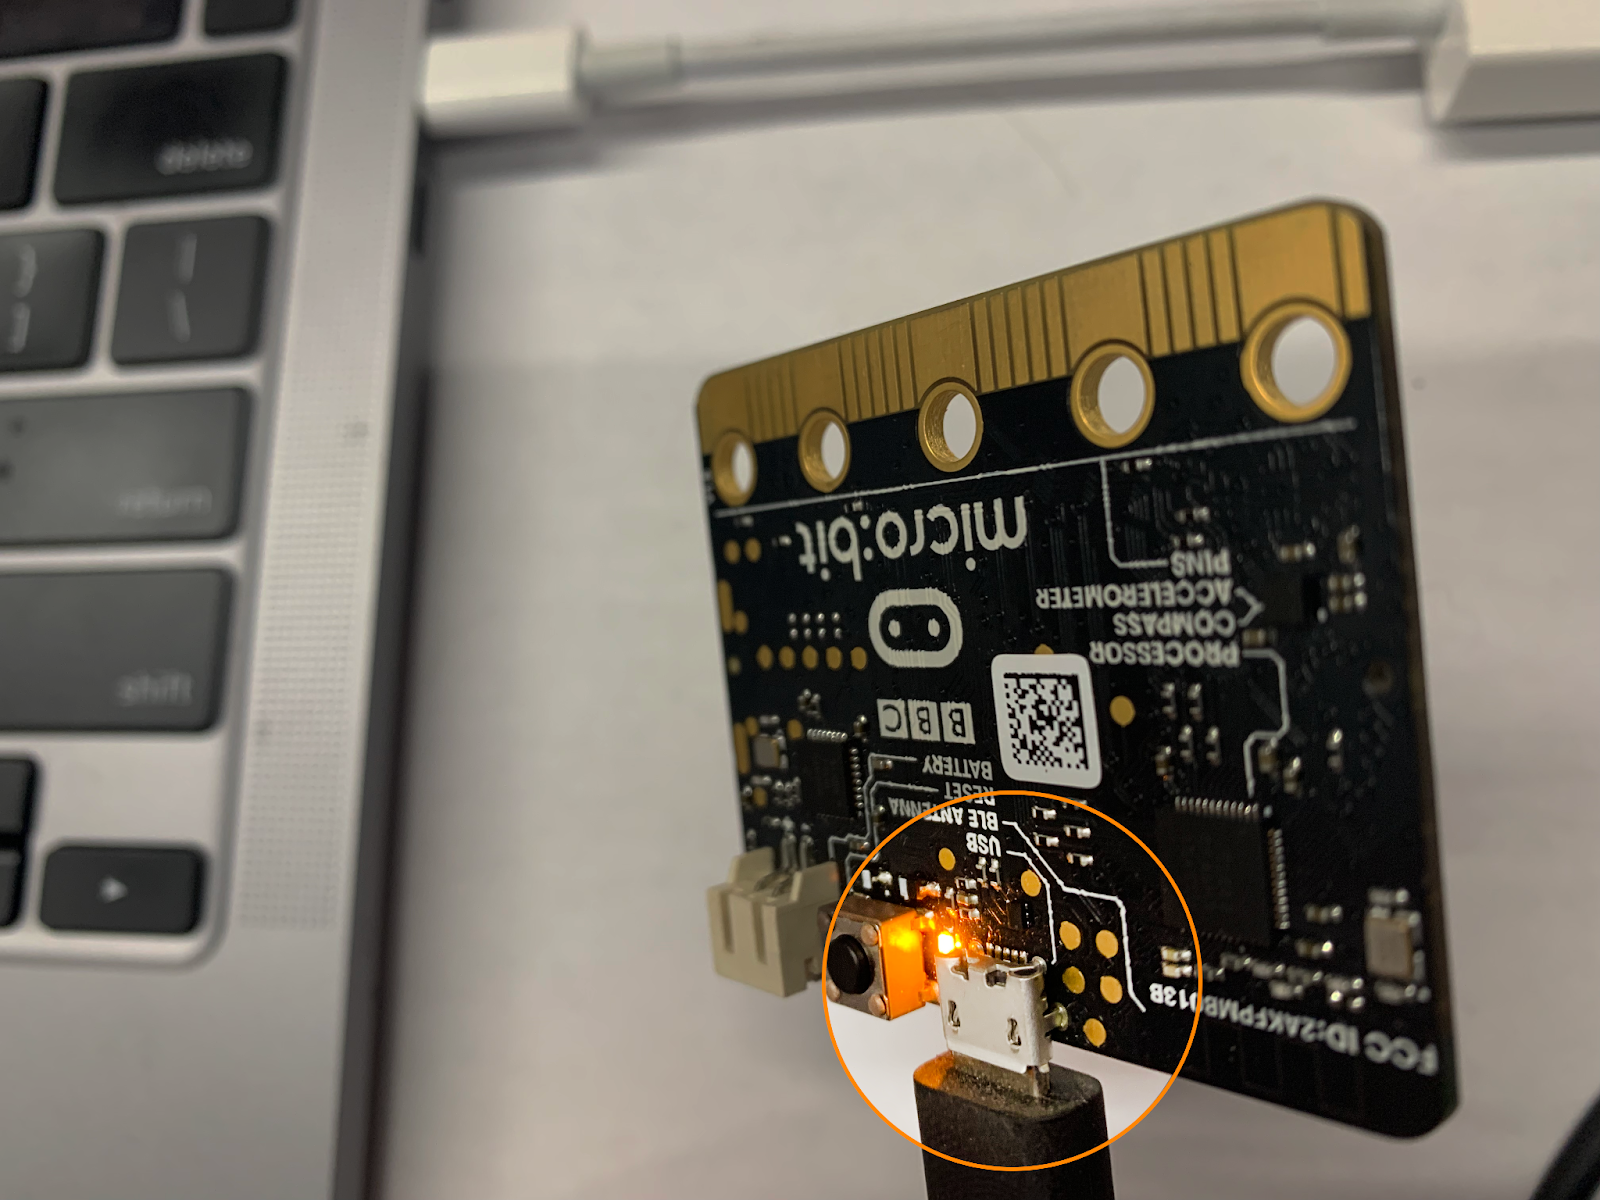 delete
return
shift
micro:bit
PINS
ACCELEROMETER
COMPASS
PROCESSOR
BBC
BATTERY
RESET
BLE ANTENNA
USB
FCC ID:2AKFPMB013B